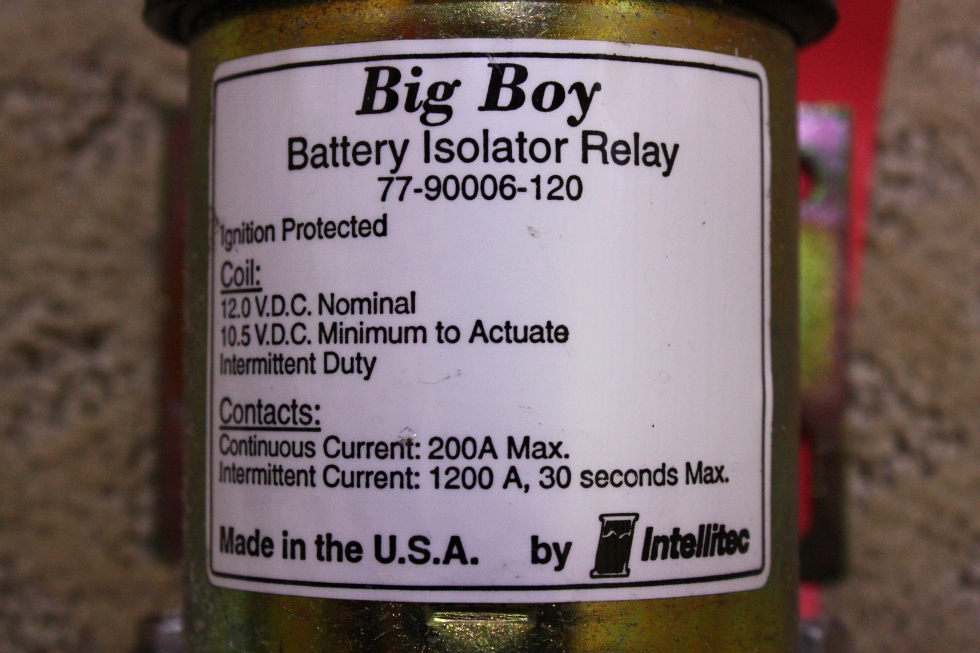 Big Boy
Battery Isolator Relay
77-90006-120
Ignition Protected
Coil:
12.0 V.D.C. Nominal
10.5 V.D.C. Minimum to Actuate
Intermittent Duty
Contacts:
Continuous Current: 200A Max.
Intermittent Current: 1200 A, 30 seconds Max.
Made in the U.S.A. by Intellitec